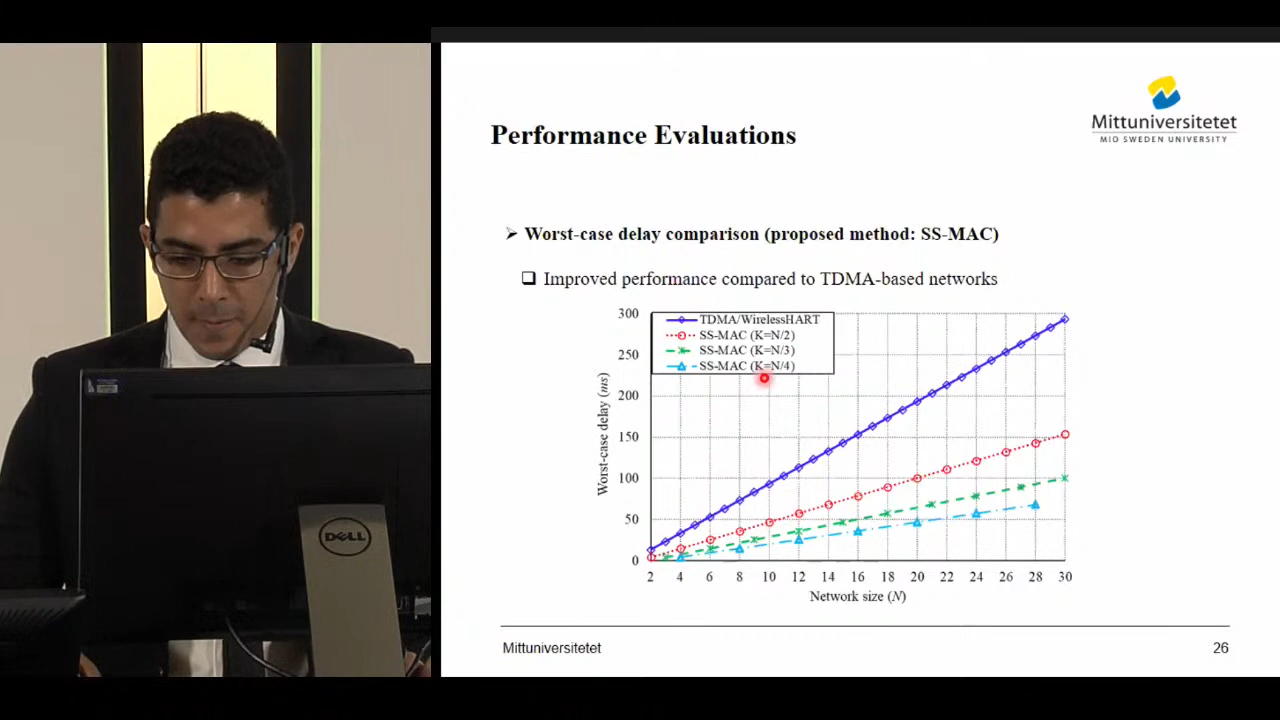 Mittuniversitetet
MID SWEDEN UNIVERSITY
Performance Evaluations
Worst-case delay comparison (proposed method: SS-MAC)
Improved performance compared to TDMA-based networks
TDMA/WirelessHART
SS-MAC (K=N/2)
SS-MAC (K=N/3)
SS-MAC (K=N/4)
300
250
200
150
100
50
0
Worst-case delay (ms)
2 4 6 8 10 12 14 16 18 20 22 24 26 28 30
Network size (N)
Mittuniversitetet
26
DELL